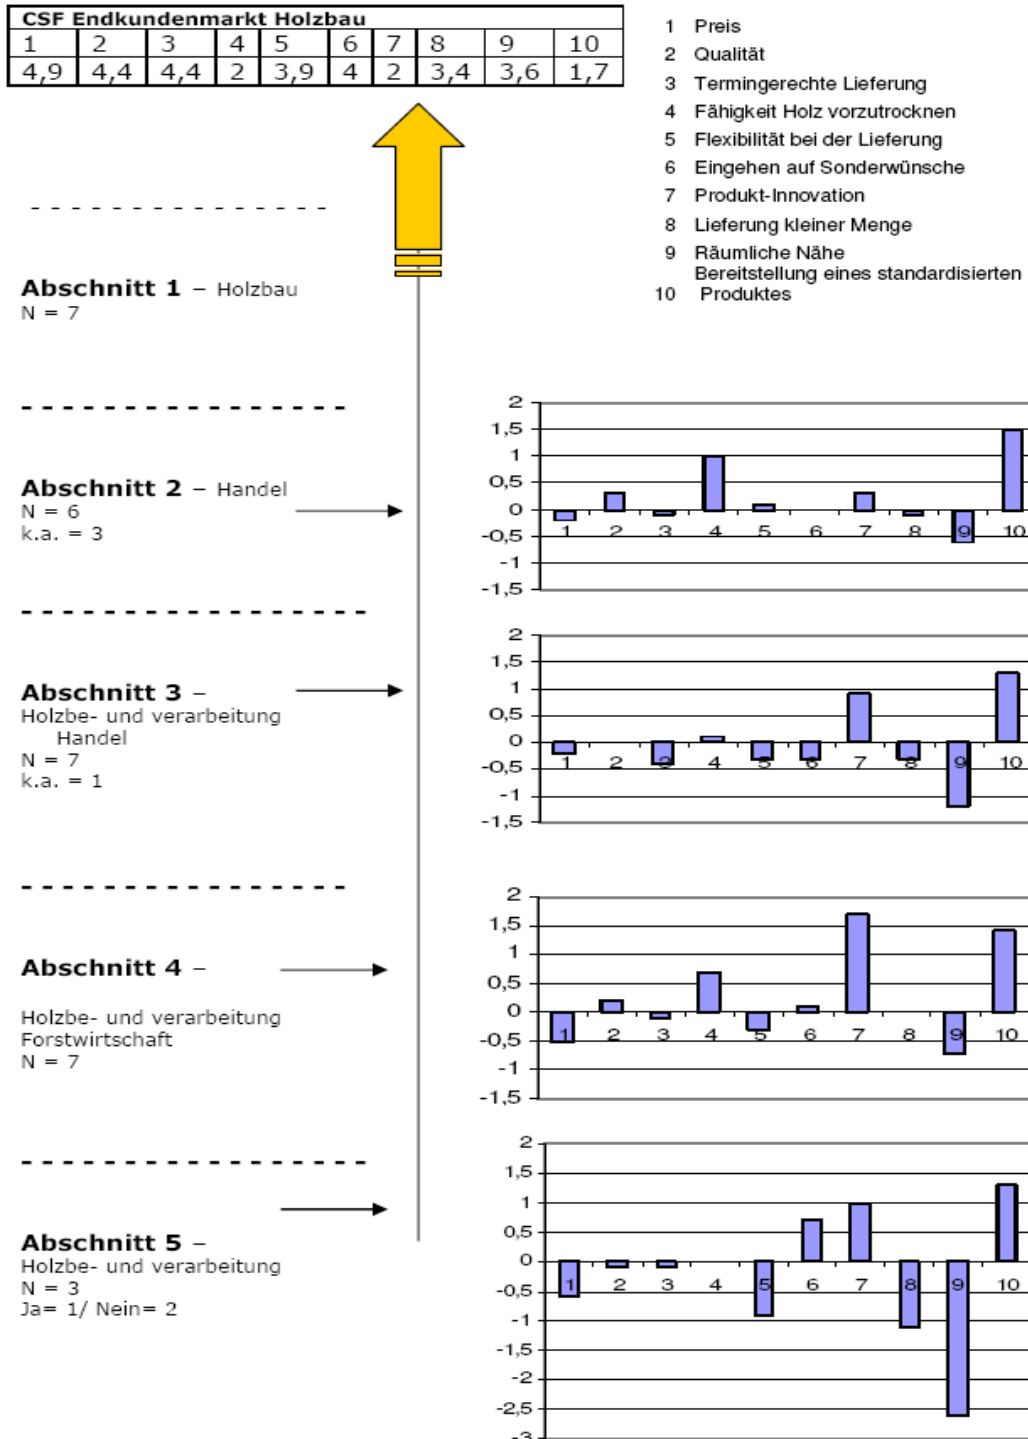 CSF Endkundenmarkt Holzbau
1 2 3 4 5 6 7 8 9 10
4,9 4,4 4,4 2 3,9 4 2 3,4 3,6 1,7
1 Preis
2 Qualität
3 Termingerechte Lieferung
4 Fähigkeit Holz vorzutrocknen
5 Flexibilität bei der Lieferung
6 Eingehen auf Sonderwünsche
7 Produkt-Innovation
8 Lieferung kleiner Menge
9 Räumliche Nähe
Bereitstellung eines standardisierten
10 Produktes
Abschnitt 1 – Holzbau
N = 7
Abschnitt 2 – Handel
N = 6
k.a. = 3
2
1,5
1
0,5
0
-0,5
-1
-1,5
1 2 3 4 5 6 7 8 9 10
Abschnitt 3 –
Holzbe- und verarbeitung
Handel
N = 7
k.a. = 1
2
1,5
1
0,5
0
-0,5
-1
-1,5
1 2 3 4 5 6 7 8 9 10
Abschnitt 4 –
Holzbe- und verarbeitung
Forstwirtschaft
N = 7
2
1,5
1
0,5
0
-0,5
-1
-1,5
1 2 3 4 5 6 7 8 9 10
Abschnitt 5 –
Holzbe- und verarbeitung
N = 3
Ja= 1/ Nein= 2
2
1,5
1
0,5
0
-0,5
-1
-1,5
-2
-2,5
-3
1 2 3 4 5 6 7 8 9 10